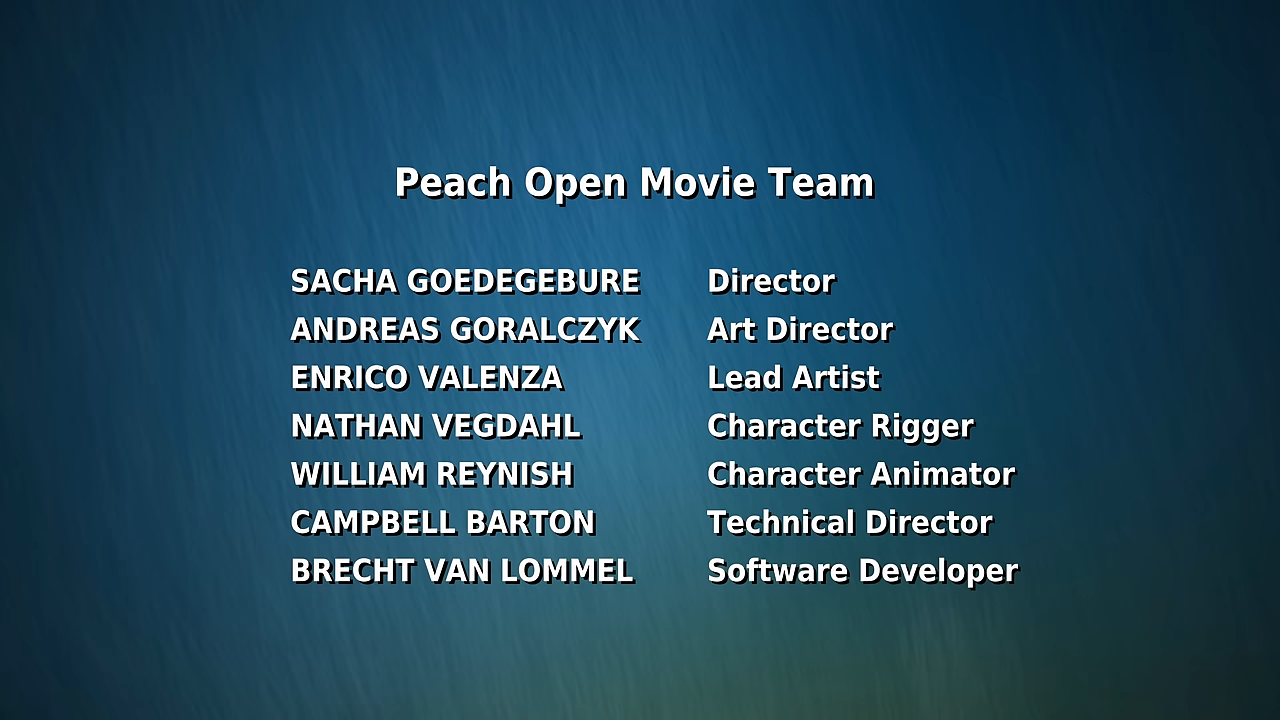 Peach Open Movie Team
SACHA GOEDEGEBURE Director
ANDREAS GORALCZYK Art Director
ENRICO VALENZA Lead Artist
NATHAN VEGDAHL Character Rigger
WILLIAM REYNISH Character Animator
CAMPBELL BARTON Technical Director
BRECHT VAN LOMMEL Software Developer